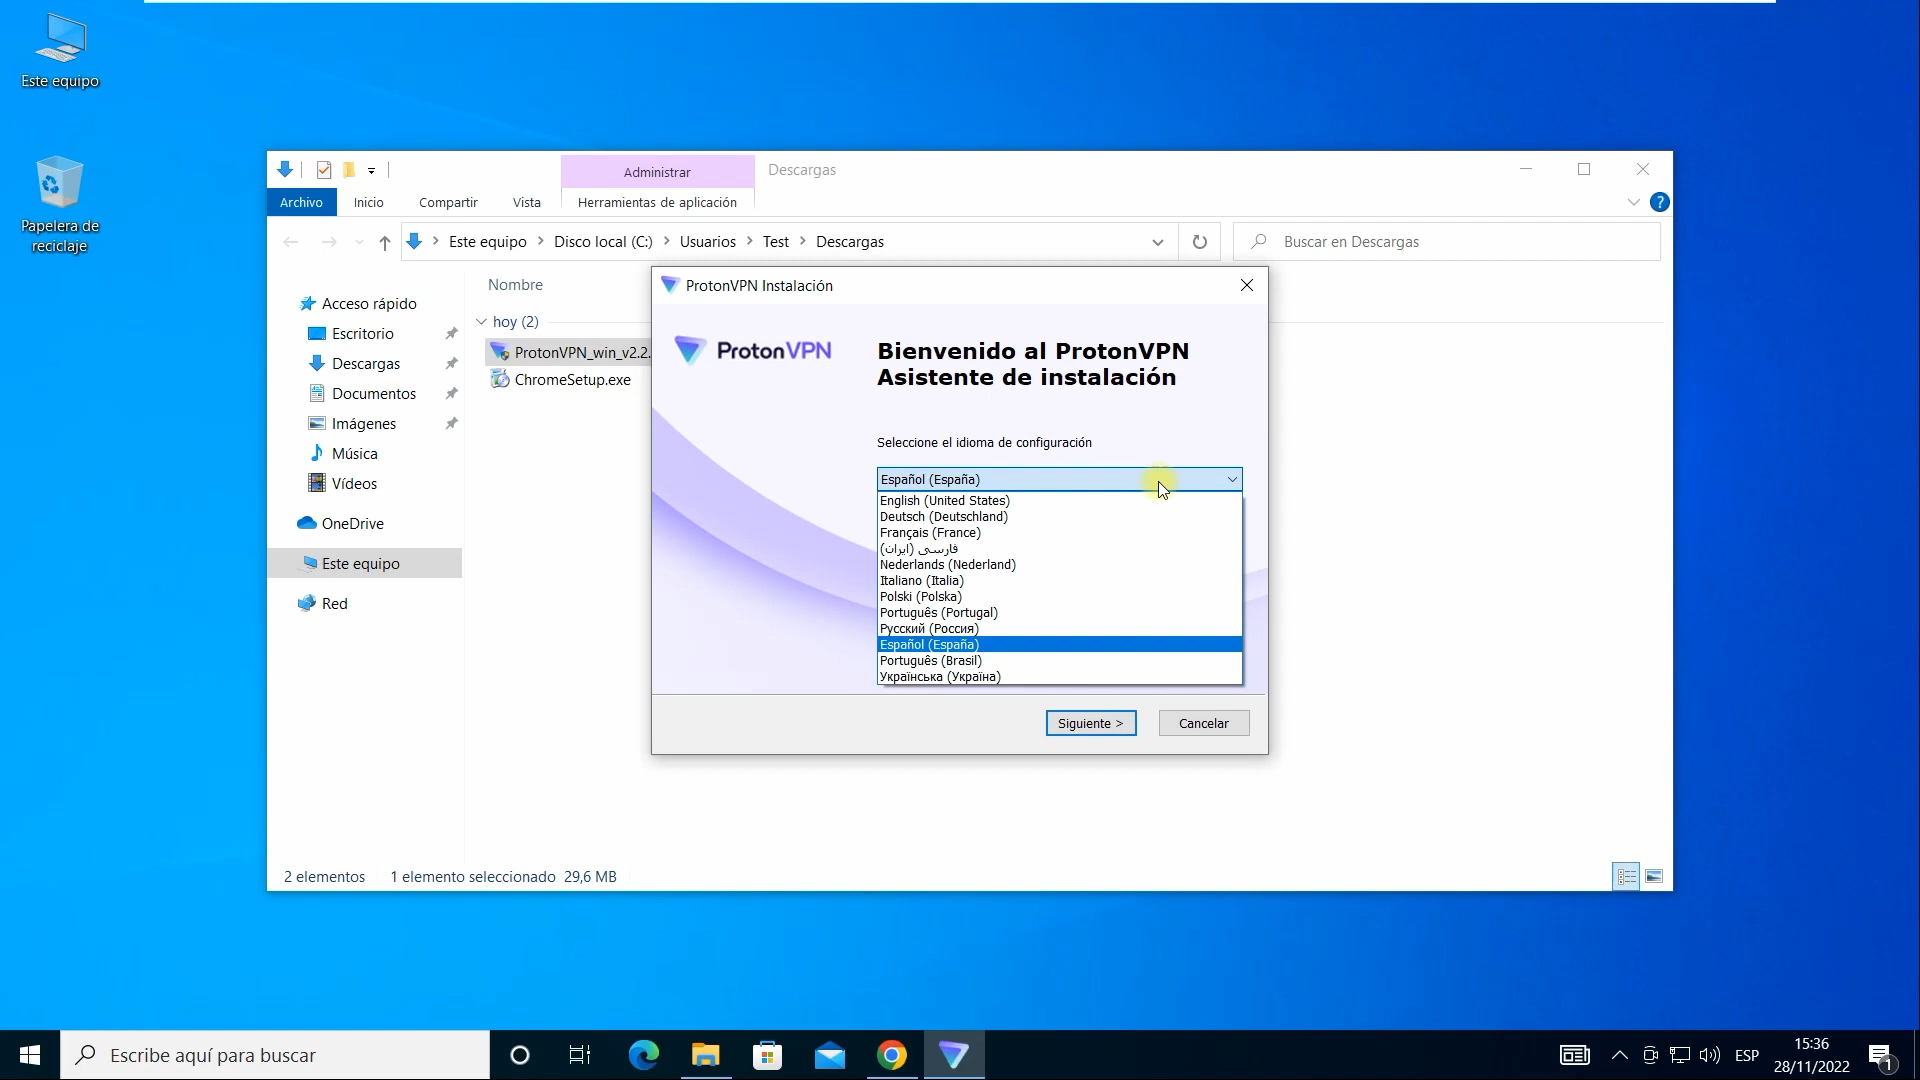 Este equipo
Papelera de
reciclaje
Administrar
Descargas
Archivo
Inicio
Compartir
Vista
Herramientas de aplicación
?
Este equipo > Disco local (C:) > Usuarios > Test > Descargas
Buscar en Descargas
Nombre
Acceso rápido
Escritorio
Descargas
Documentos
Imágenes
Música
Vídeos
OneDrive
Este equipo
Red
hoy (2)
ProtonVPN_win_v2.2.
ChromeSetup.exe
ProtonVPN Instalación
ProtonVPN
Bienvenido al ProtonVPN
Asistente de instalación
Seleccione el idioma de configuración
Español (España)
English (United States)
Deutsch (Deutschland)
Français (France)
فارسی (ایران)
Nederlands (Nederland)
Italiano (Italia)
Polski (Polska)
Português (Portugal)
Русский (Россия)
Español (España)
Português (Brasil)
Українська (Україна)
Siguiente >
Cancelar
2 elementos
1 elemento seleccionado 29,6 MB
Escribe aquí para buscar
ESP
15:36
28/11/2022
1